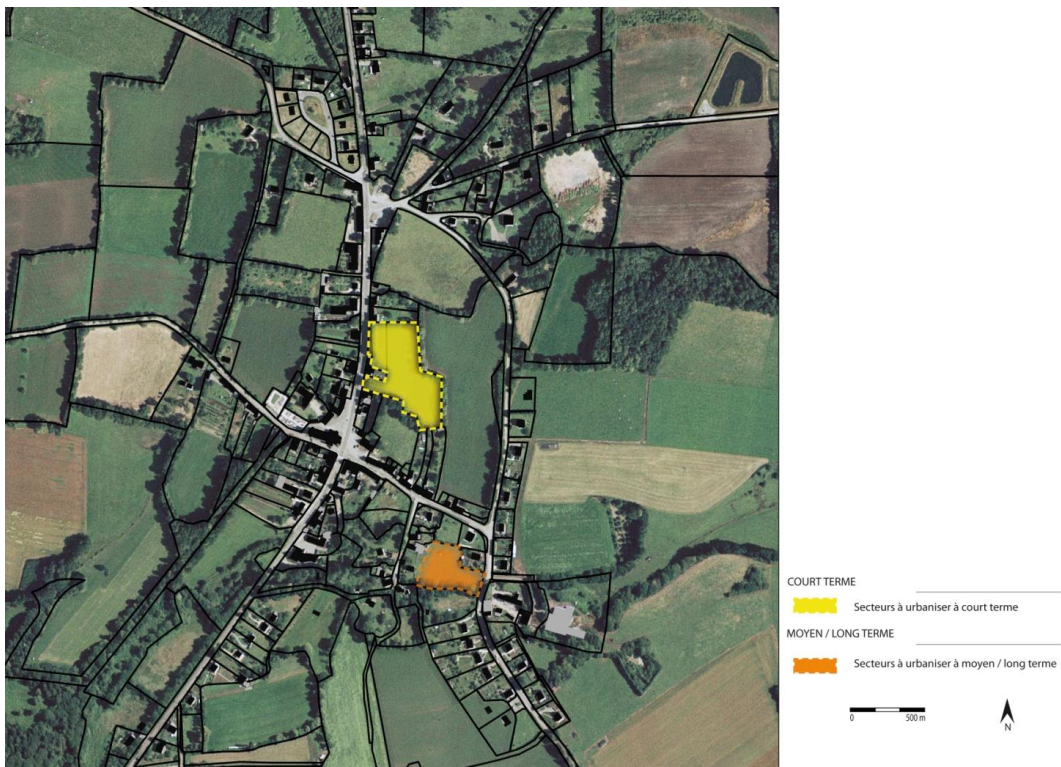 COURT TERME
Secteurs à urbaniser à court terme
MOYEN / LONG TERME
Secteurs à urbaniser à moyen / long terme
0 500 m
N